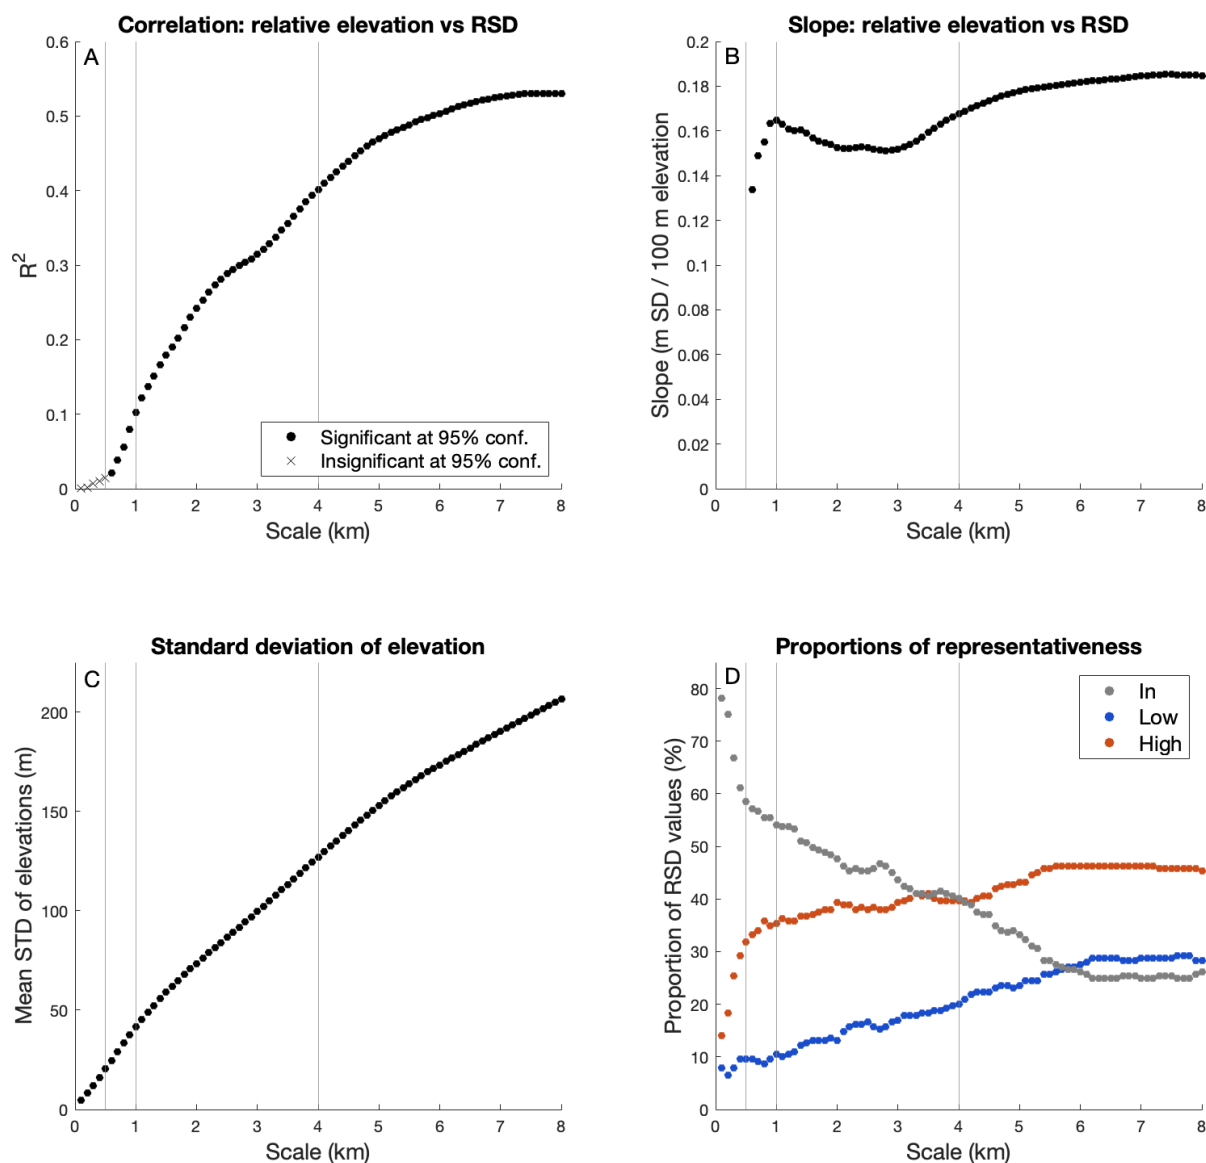 Correlation: relative elevation vs RSD
A
0.6
0.5
0.4
0.3
0.2
0.1
0
R²
0 1 2 3 4 5 6 7 8
Scale (km)
Significant at 95% conf.
Insignificant at 95% conf.
Slope: relative elevation vs RSD
B
0.2
0.18
0.16
0.14
0.12
0.1
0.08
0.06
0.04
0.02
0
Slope (m SD / 100 m elevation
0 1 2 3 4 5 6 7 8
Scale (km)
Standard deviation of elevation
C
200
150
100
50
0
Mean STD of elevations (m)
0 1 2 3 4 5 6 7 8
Scale (km)
Proportions of representativeness
D
80
70
60
50
40
30
20
10
0
Proportion of RSD values (%)
0 1 2 3 4 5 6 7 8
Scale (km)
In
Low
High